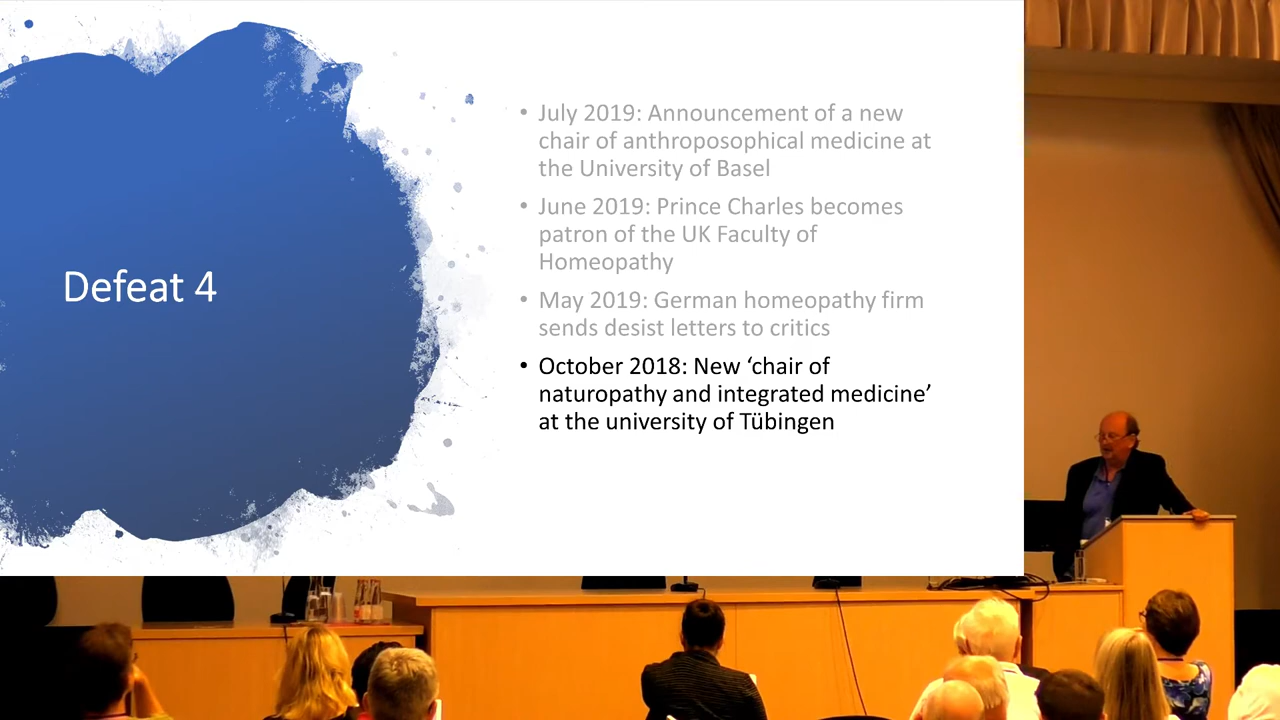 Defeat 4
• July 2019: Announcement of a new
chair of anthroposophical medicine at
the University of Basel
• June 2019: Prince Charles becomes
patron of the UK Faculty of
Homeopathy
• May 2019: German homeopathy firm
sends desist letters to critics
• October 2018: New ‘chair of
naturopathy and integrated medicine’
at the university of Tübingen